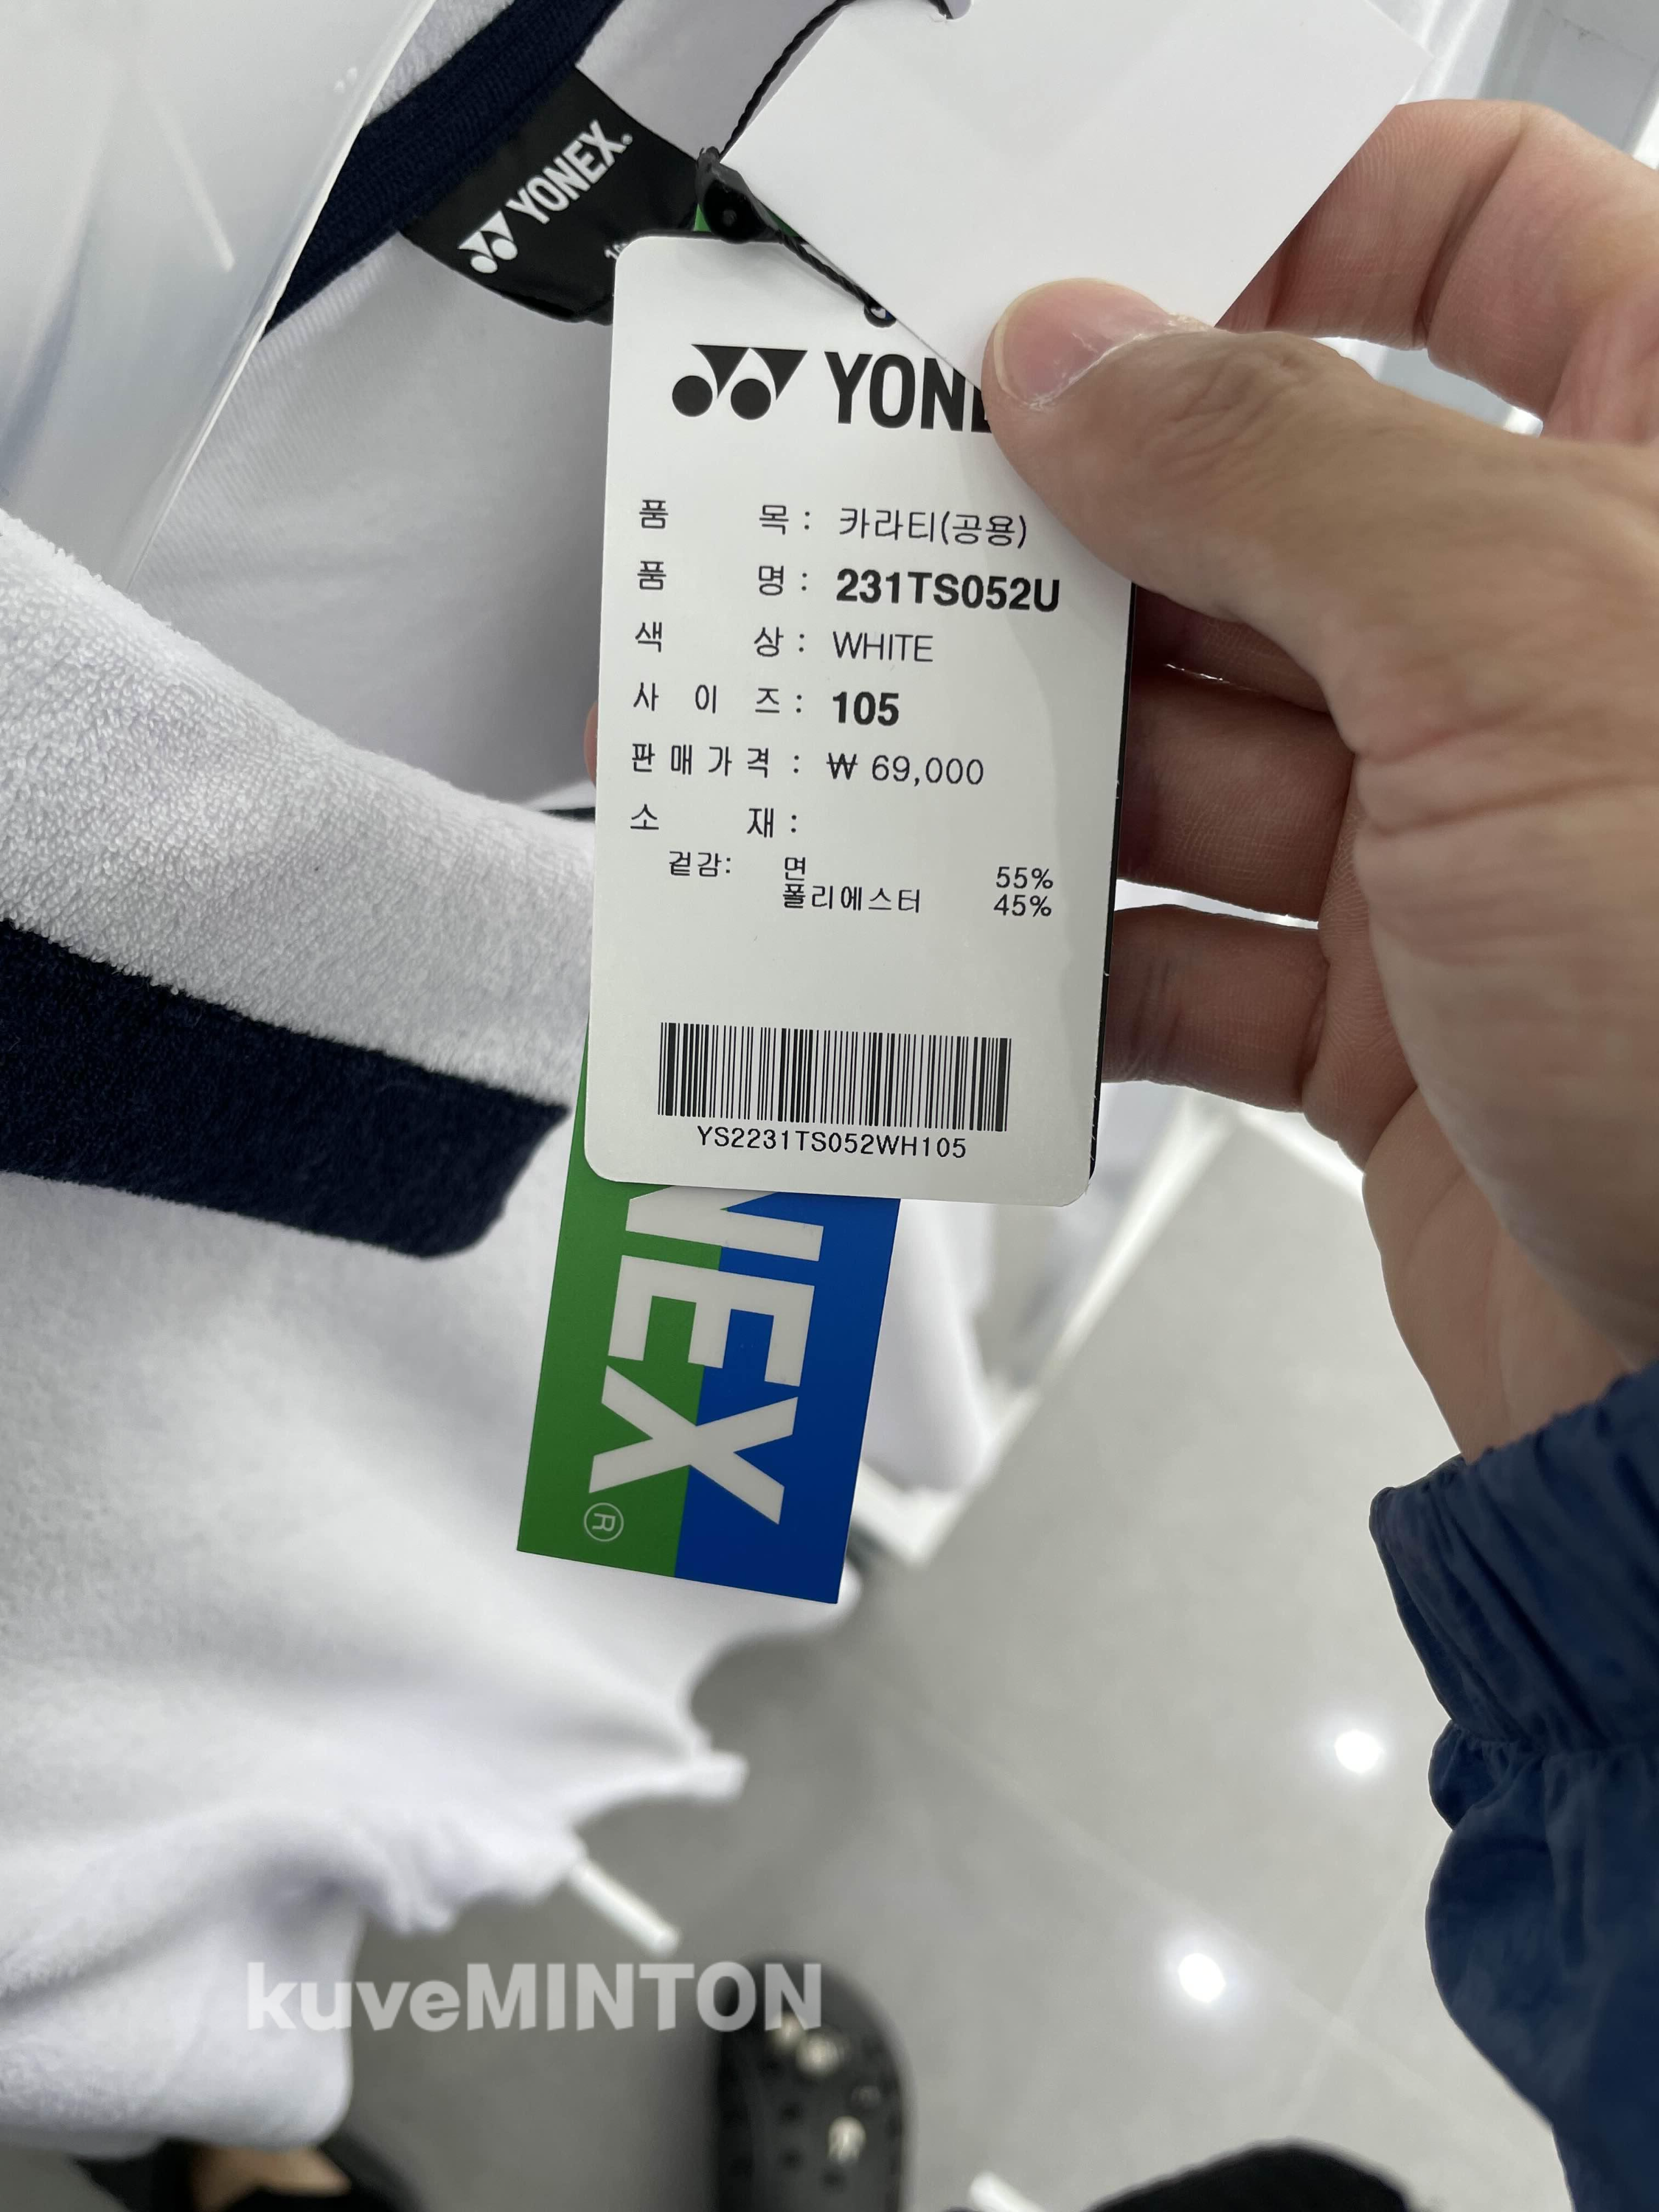 YONEX®
YON
품 목 : 카라티(공용)
품 명 : 231TS052U
색 상 : WHITE
사 이 즈 : 105
판 매 가 격 : ₩ 69,000
소 재 :
겉감: 면 55%
폴리에스터 45%
YS2231TS052WH105
NEX®
kuveMINTON